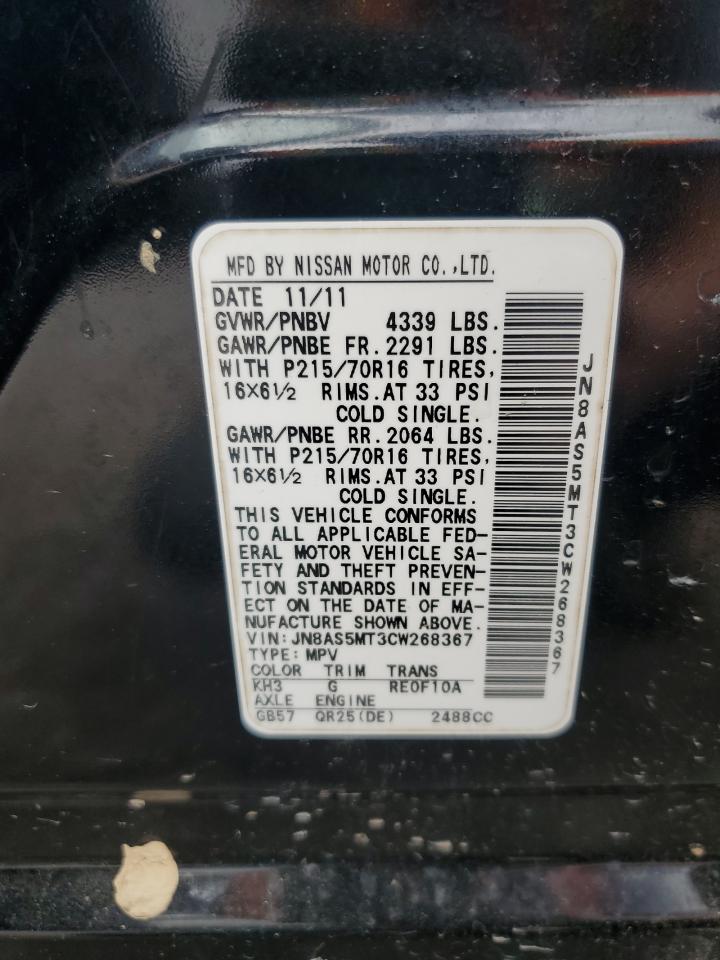 MFD BY NISSAN MOTOR CO.,LTD.
DATE 11/11
GVWR/PNBV 4339 LBS.
GAWR/PNBE FR.2291 LBS.
WITH P215/70R16 TIRES,
16X6½ RIMS.AT 33 PSI
COLD SINGLE.
GAWR/PNBE RR.2064 LBS.
WITH P215/70R16 TIRES,
16X6½ RIMS.AT 33 PSI
COLD SINGLE.
THIS VEHICLE CONFORMS
TO ALL APPLICABLE FED-
ERAL MOTOR VEHICLE SA-
FETY AND THEFT PREVEN-
TION STANDARDS IN EFF-
ECT ON THE DATE OF MA-
NUFACTURE SHOWN ABOVE.
VIN:JN8AS5MT3CW268367
TYPE:MPV
COLOR TRIM TRANS
KH3 G RE0F10A
AXLE ENGINE
GB57 QR25(DE) 2488CC
JN8AS5MT3CW268367